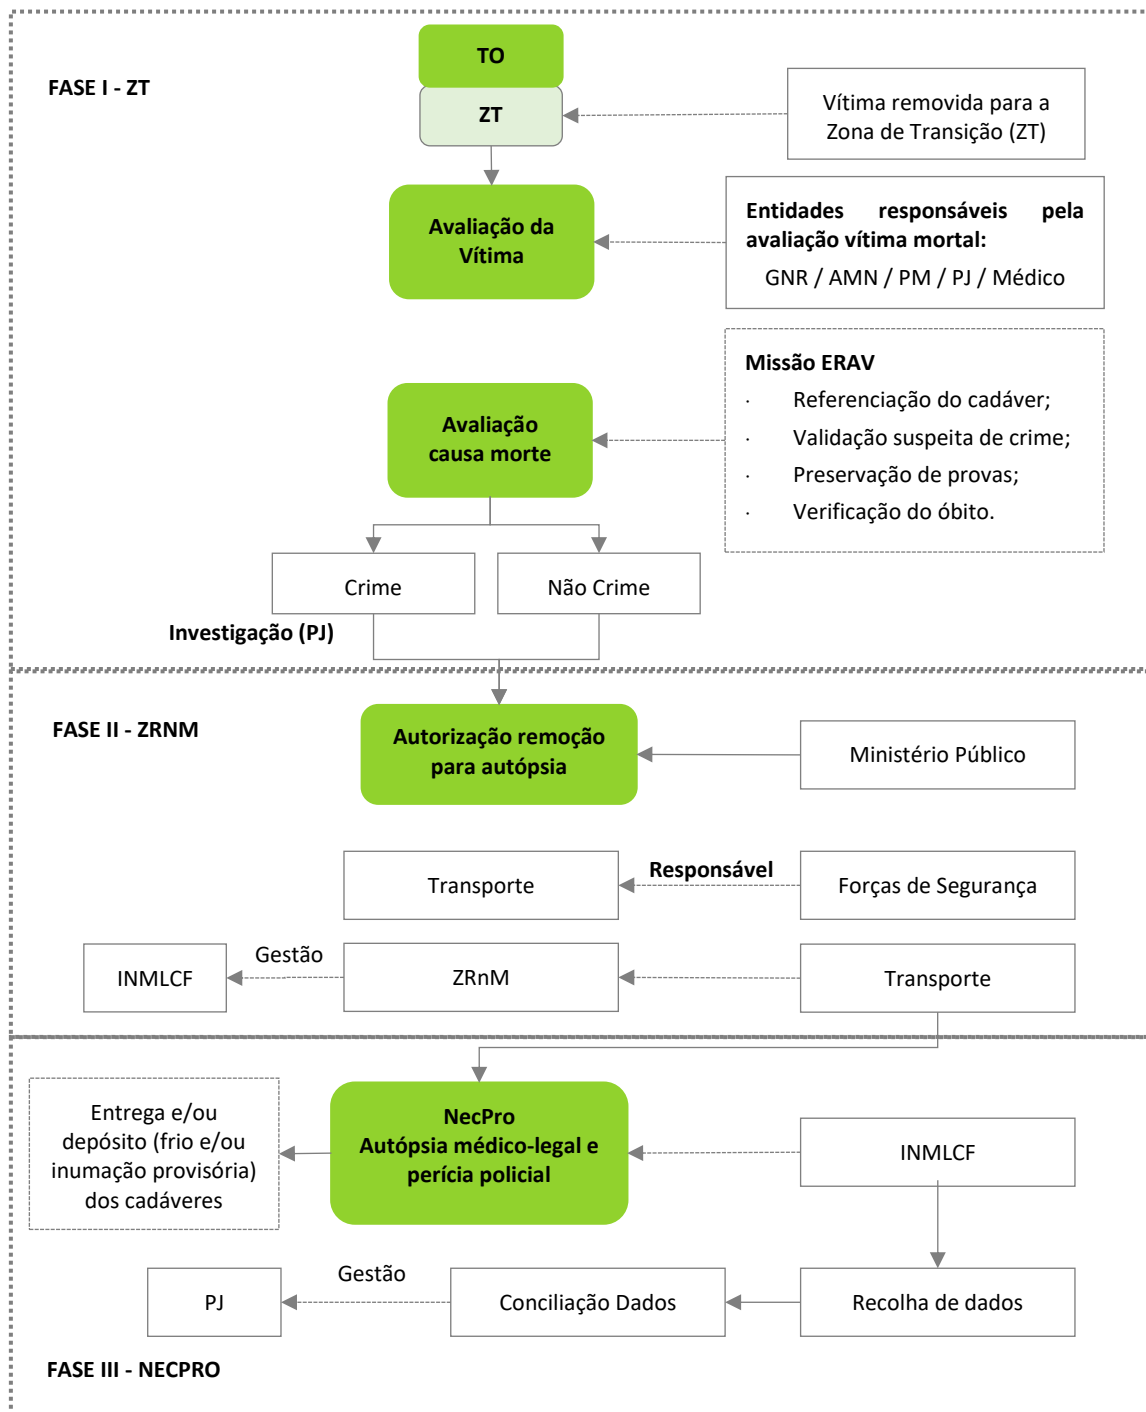 FASE I - ZT
TO
ZT
Vítima removida para a
Zona de Transição (ZT)
Avaliação da
Vítima
Entidades responsáveis pela
avaliação vítima mortal:
GNR / AMN / PM / PJ / Médico
Avaliação
causa morte
Missão ERAV
· Referenciação do cadáver;
· Validação suspeita de crime;
· Preservação de provas;
· Verificação do óbito.
Crime
Não Crime
Investigação (PJ)
FASE II - ZRNM
Autorização remoção
para autópsia
Ministério Público
Transporte
Responsável
Forças de Segurança
INMLCF
Gestão
ZRnM
Transporte
Entrega e/ou
depósito (frio e/ou
inumação provisória)
dos cadáveres
NecPro
Autópsia médico-legal e
perícia policial
INMLCF
PJ
Gestão
Conciliação Dados
Recolha de dados
FASE III - NECPRO